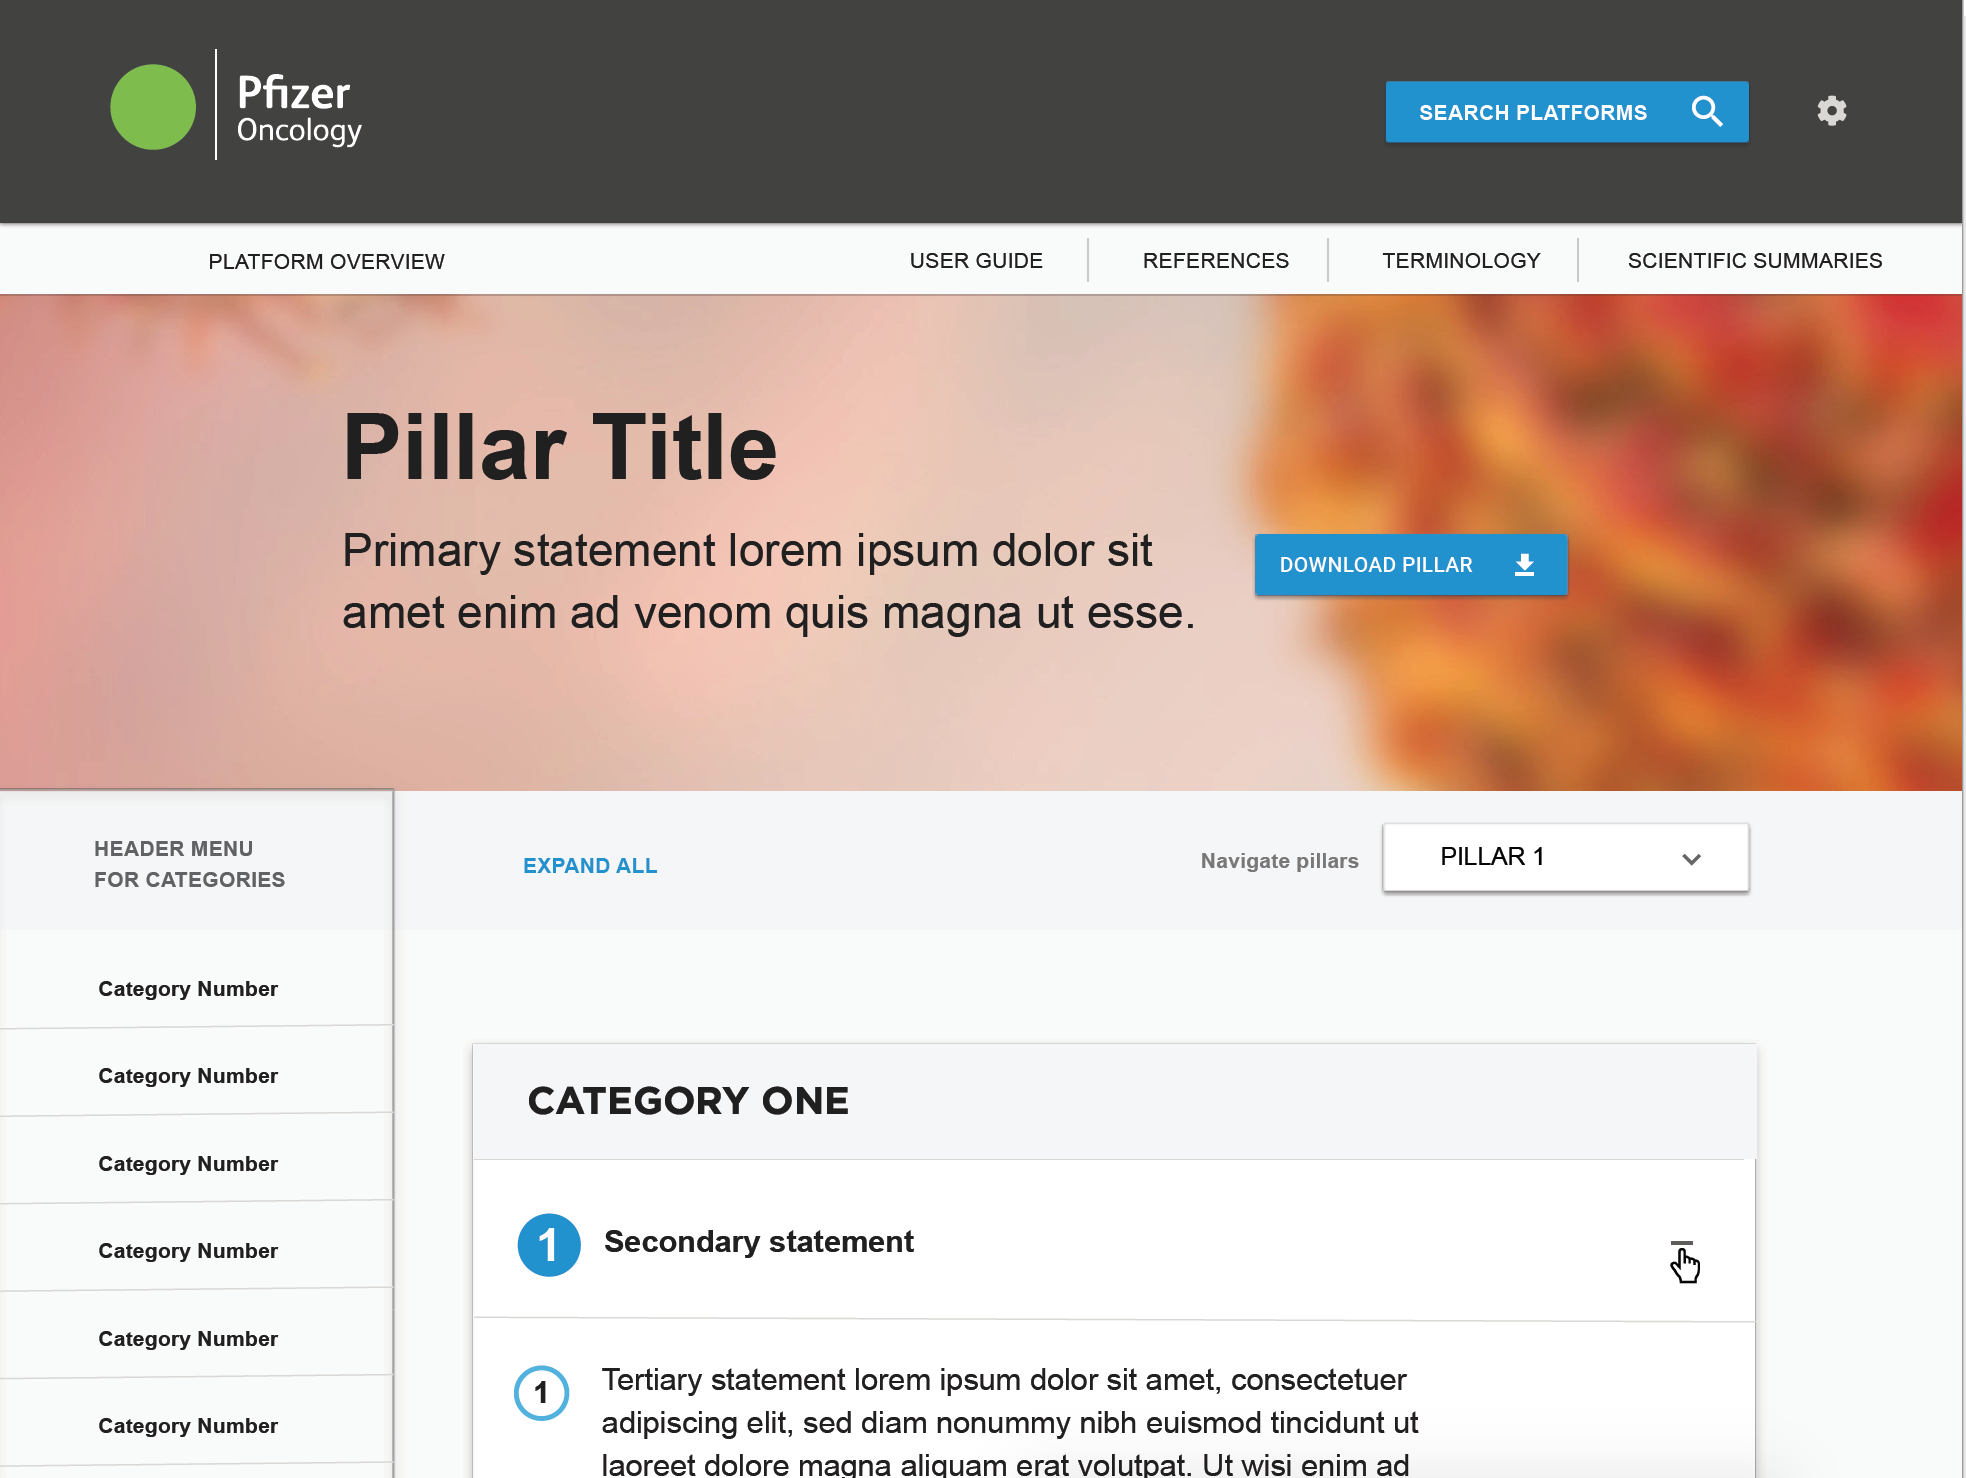 Pfizer
Oncology
SEARCH PLATFORMS
PLATFORM OVERVIEW
USER GUIDE
REFERENCES
TERMINOLOGY
SCIENTIFIC SUMMARIES
Pillar Title
Primary statement lorem ipsum dolor sit
amet enim ad venom quis magna ut esse.
DOWNLOAD PILLAR
HEADER MENU
FOR CATEGORIES
EXPAND ALL
Navigate pillars
PILLAR 1
Category Number
Category Number
Category Number
Category Number
Category Number
Category Number
CATEGORY ONE
1 Secondary statement
1 Tertiary statement lorem ipsum dolor sit amet, consectetuer
adipiscing elit, sed diam nonummy nibh euismod tincidunt ut
laoreet dolore magna aliquam erat volutpat. Ut wisi enim ad